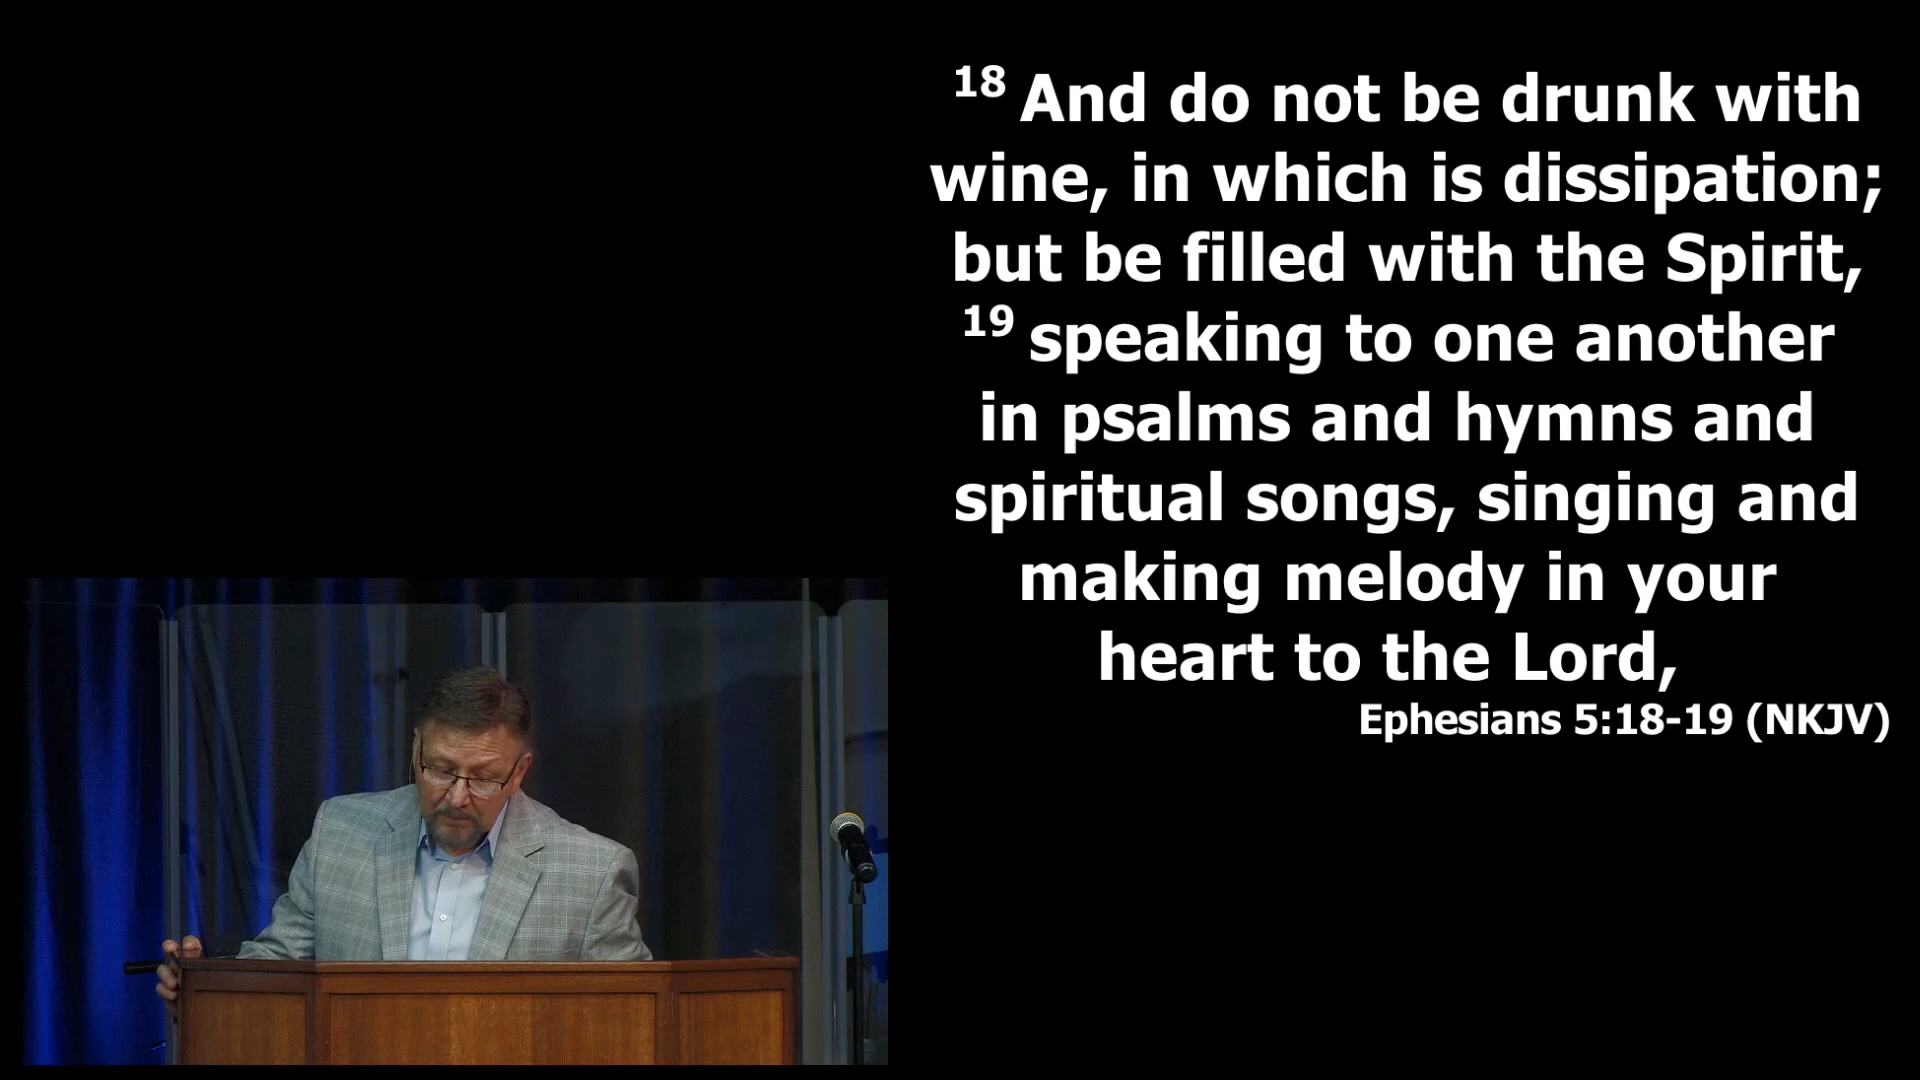 18 And do not be drunk with
wine, in which is dissipation;
but be filled with the Spirit,
19 speaking to one another
in psalms and hymns and
spiritual songs, singing and
making melody in your
heart to the Lord,
Ephesians 5:18-19 (NKJV)